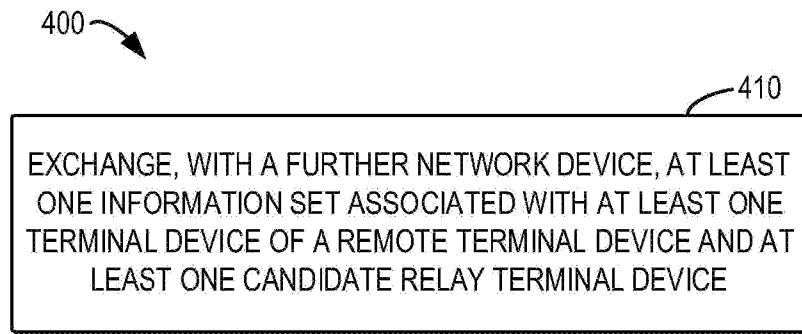 400
410
EXCHANGE, WITH A FURTHER NETWORK DEVICE, AT LEAST
ONE INFORMATION SET ASSOCIATED WITH AT LEAST ONE
TERMINAL DEVICE OF A REMOTE TERMINAL DEVICE AND AT
LEAST ONE CANDIDATE RELAY TERMINAL DEVICE